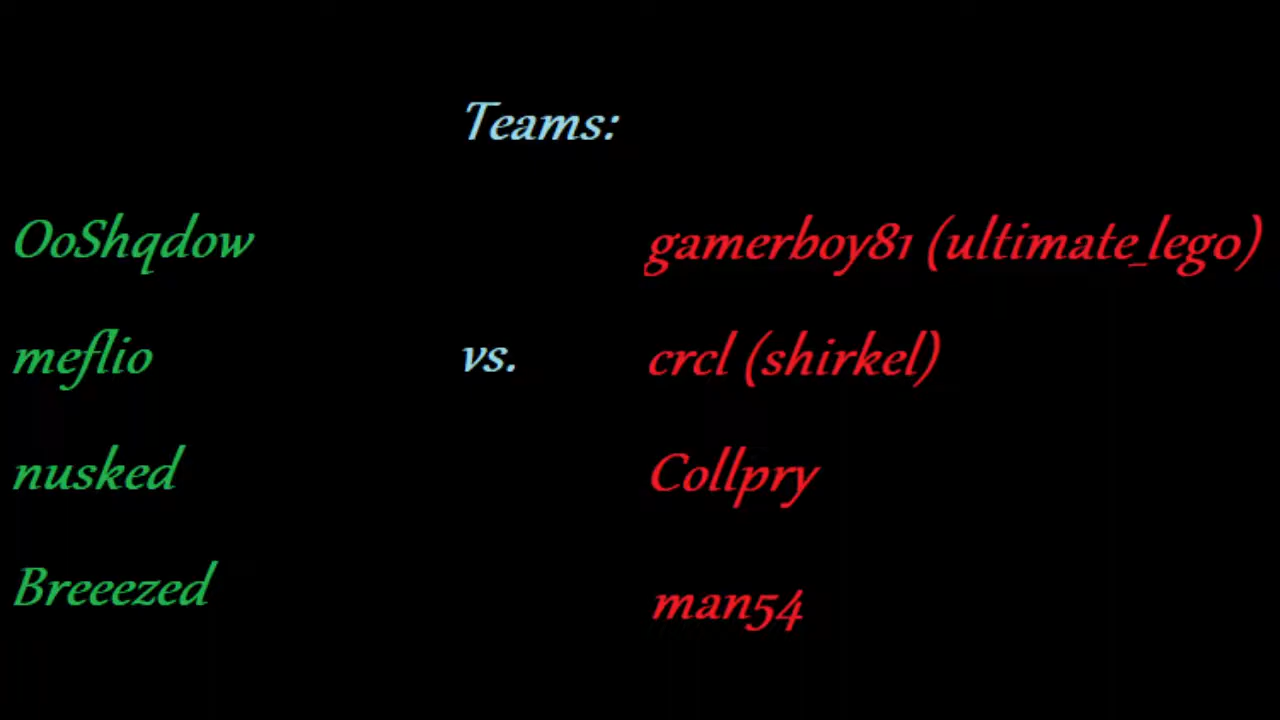 Teams:
OoShqdow
gamerboy81 (ultimate_lego)
meflio
vs.
crcl (shirkel)
nusked
Collpry
Breeezed
man54